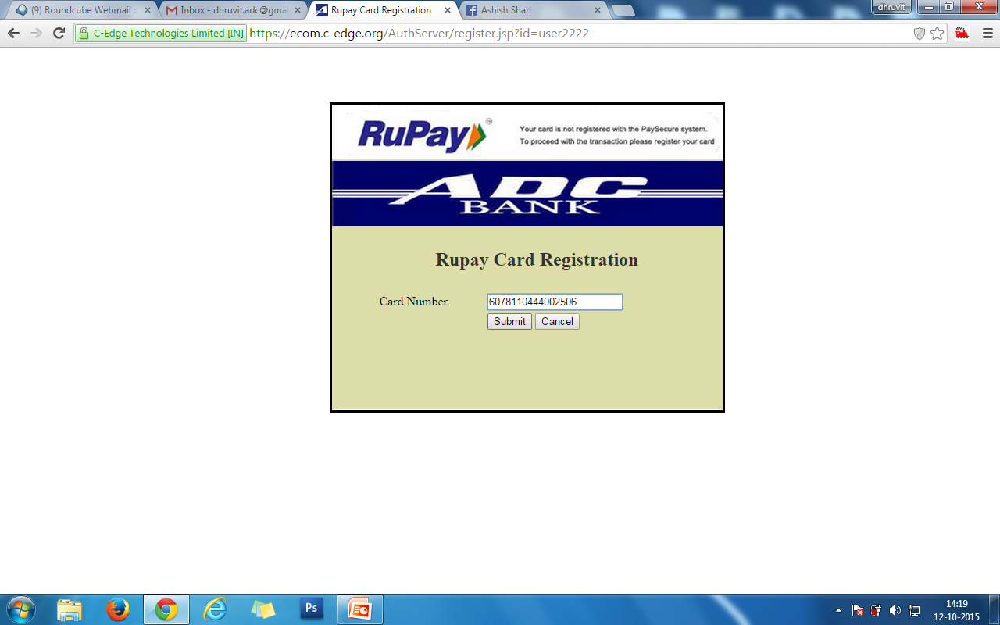 (9) Roundcube Webmail ::
Inbox - dhruvit.adc@gmai
Rupay Card Registration
Ashish Shah
dhruvit
C-Edge Technologies Limited [IN]
https://ecom.c-edge.org/AuthServer/register.jsp?id=user2222
RuPay
Your card is not registered with the PaySecure system.
To proceed with the transaction please register your card
ADC
BANK
Rupay Card Registration
Card Number
6078110444002506
Submit
Cancel
Ps
14:19
12-10-2015